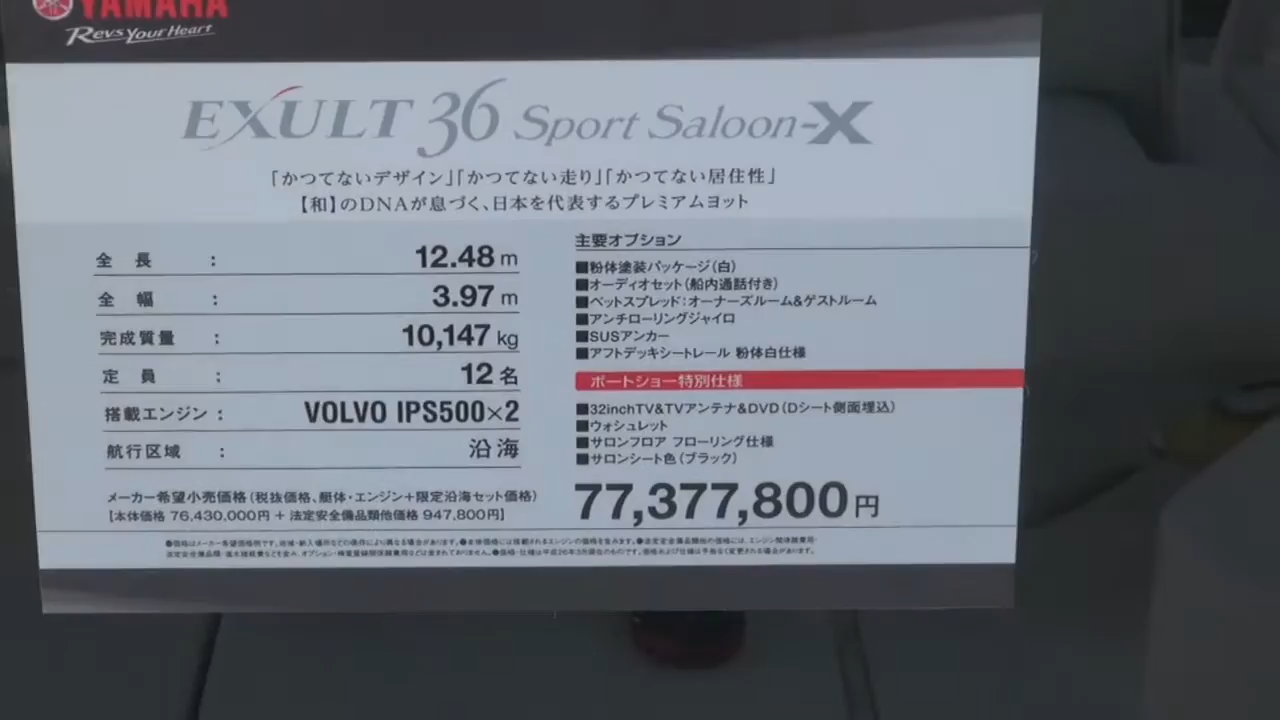 YAMAHA
Revs Your Heart
EXULT 36 Sport Saloon-X
「かつてないデザイン」「かつてない走り」「かつてない居住性」
【和】のDNAが息づく、日本を代表するプレミアムヨット
全長 : 12.48 m
全幅 : 3.97 m
完成質量 : 10,147 kg
定員 : 12 名
搭載エンジン : VOLVO IPS500×2
航行区域 : 沿海
メーカー希望小売価格(税抜価格、艇体・エンジン+限定沿海セット価格)
【本体価格 76,430,000円 + 法定安全備品類他価格 947,800円】
主要オプション
■粉体塗装パッケージ(白)
■オーディオセット(船内通話付き)
■ベットスプレッド:オーナーズルーム&ゲストルーム
■アンチローリングジャイロ
■SUSアンカー
■アフトデッキシートレール 粉体白仕様
ボートショー特別仕様
■32inchTV&TVアンテナ&DVD(Dシート側面埋込)
■ウォシュレット
■サロンフロア フローリング仕様
■サロンシート色(ブラック)
77,377,800円